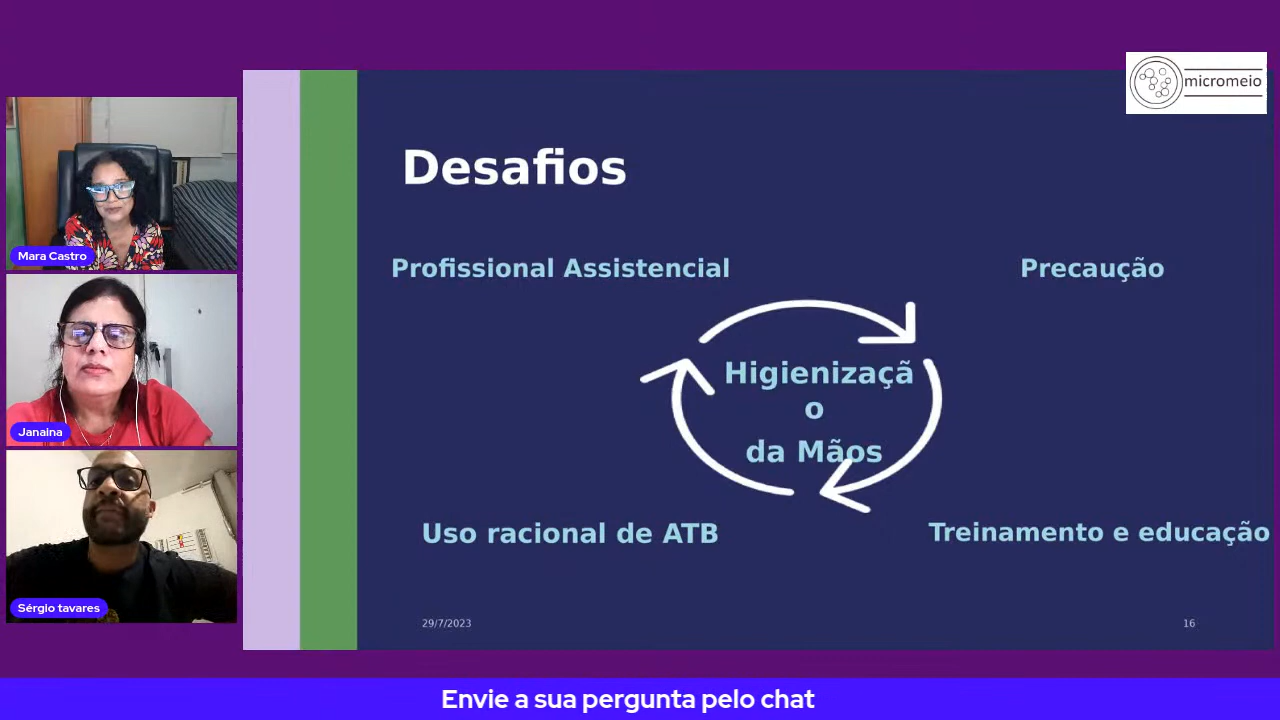 micromeio
Desafios
Profissional Assistencial
Precaução
Higienizaçã
o
da Mãos
Uso racional de ATB
Treinamento e educação
29/7/2023
16
Mara Castro
Janaina
Sérgio tavares
Envie a sua pergunta pelo chat